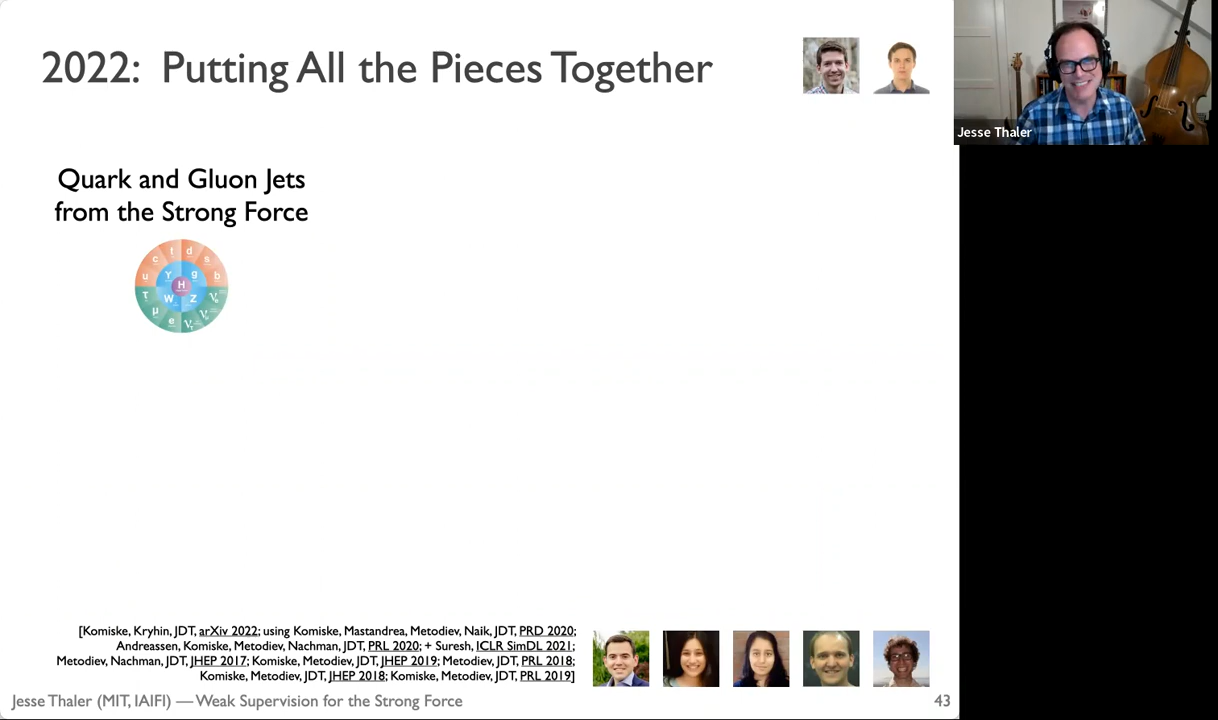 2022: Putting All the Pieces Together
Jesse Thaler
Quark and Gluon Jets
from the Strong Force
t d
c s
u γ g b
H
τ W Z νe
μ e
[Komiske, Kryhin, JDT, arXiv 2022; using Komiske, Mastandrea, Metodiev, Naik, JDT, PRD 2020;
Andreassen, Komiske, Metodiev, Nachman, JDT, PRL 2020; + Suresh, ICLR SimDL 2021;
Metodiev, Nachman, JDT, JHEP 2017; Komiske, Metodiev, JDT, JHEP 2019; Metodiev, JDT, PRL 2018;
Komiske, Metodiev, JDT, JHEP 2018; Komiske, Metodiev, JDT, PRL 2019]
Jesse Thaler (MIT, IAIFI) — Weak Supervision for the Strong Force
43